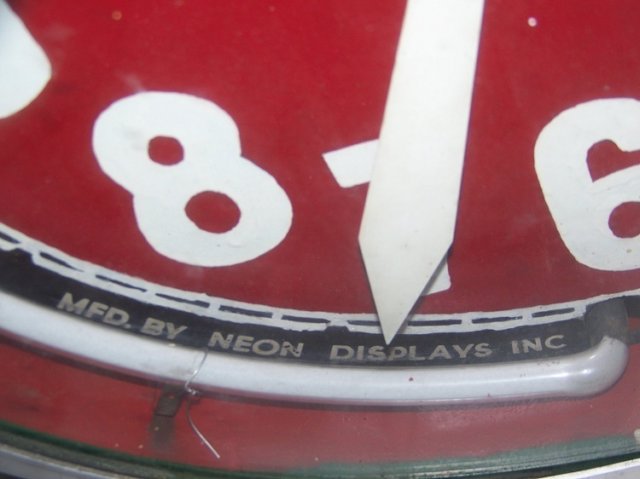 8 7 6
MFD. BY NEON DISPLAYS INC